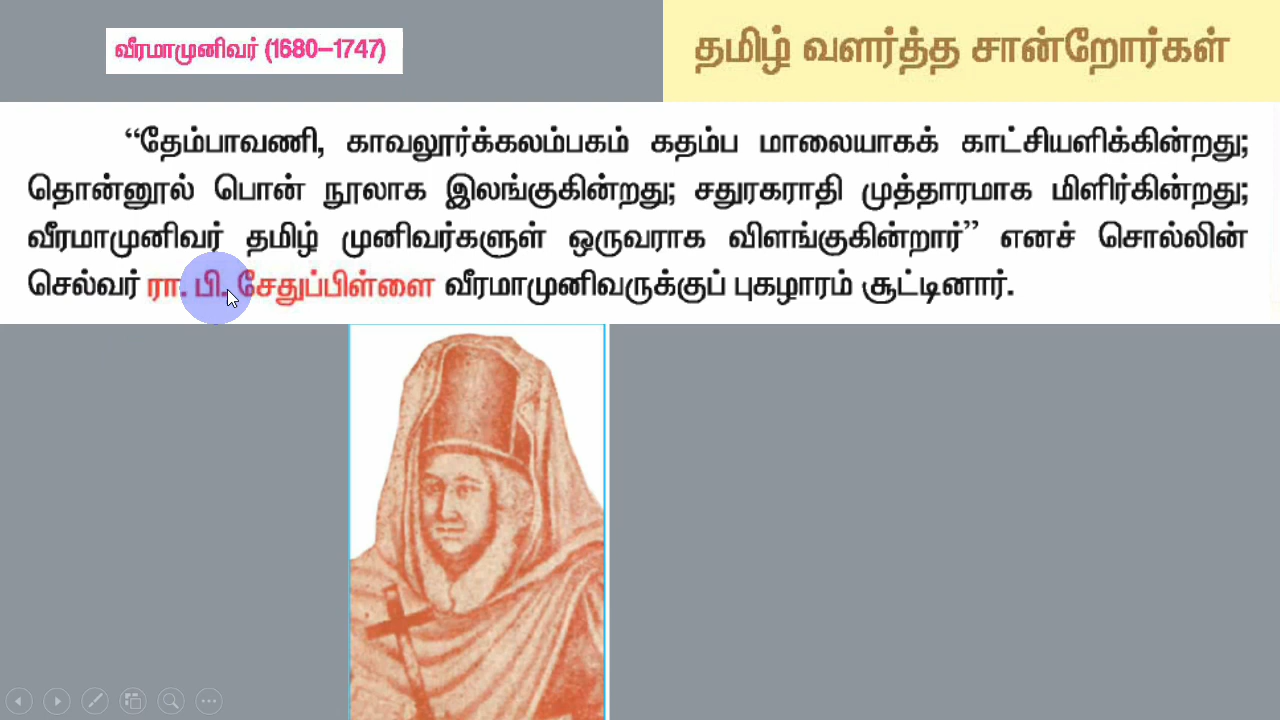 வீரமாமுனிவர் (1680–1747)
தமிழ் வளர்த்த சான்றோர்கள்
“தேம்பாவணி, காவலூர்க்கலம்பகம் கதம்ப மாலையாகக் காட்சியளிக்கின்றது;
தொன்னூல் பொன் நூலாக இலங்குகின்றது; சதுரகராதி முத்தாரமாக மிளிர்கின்றது;
வீரமாமுனிவர் தமிழ் முனிவர்களுள் ஒருவராக விளங்குகின்றார்” எனச் சொல்லின்
செல்வர் ரா. பி. சேதுப்பிள்ளை வீரமாமுனிவருக்குப் புகழாரம் சூட்டினார்.